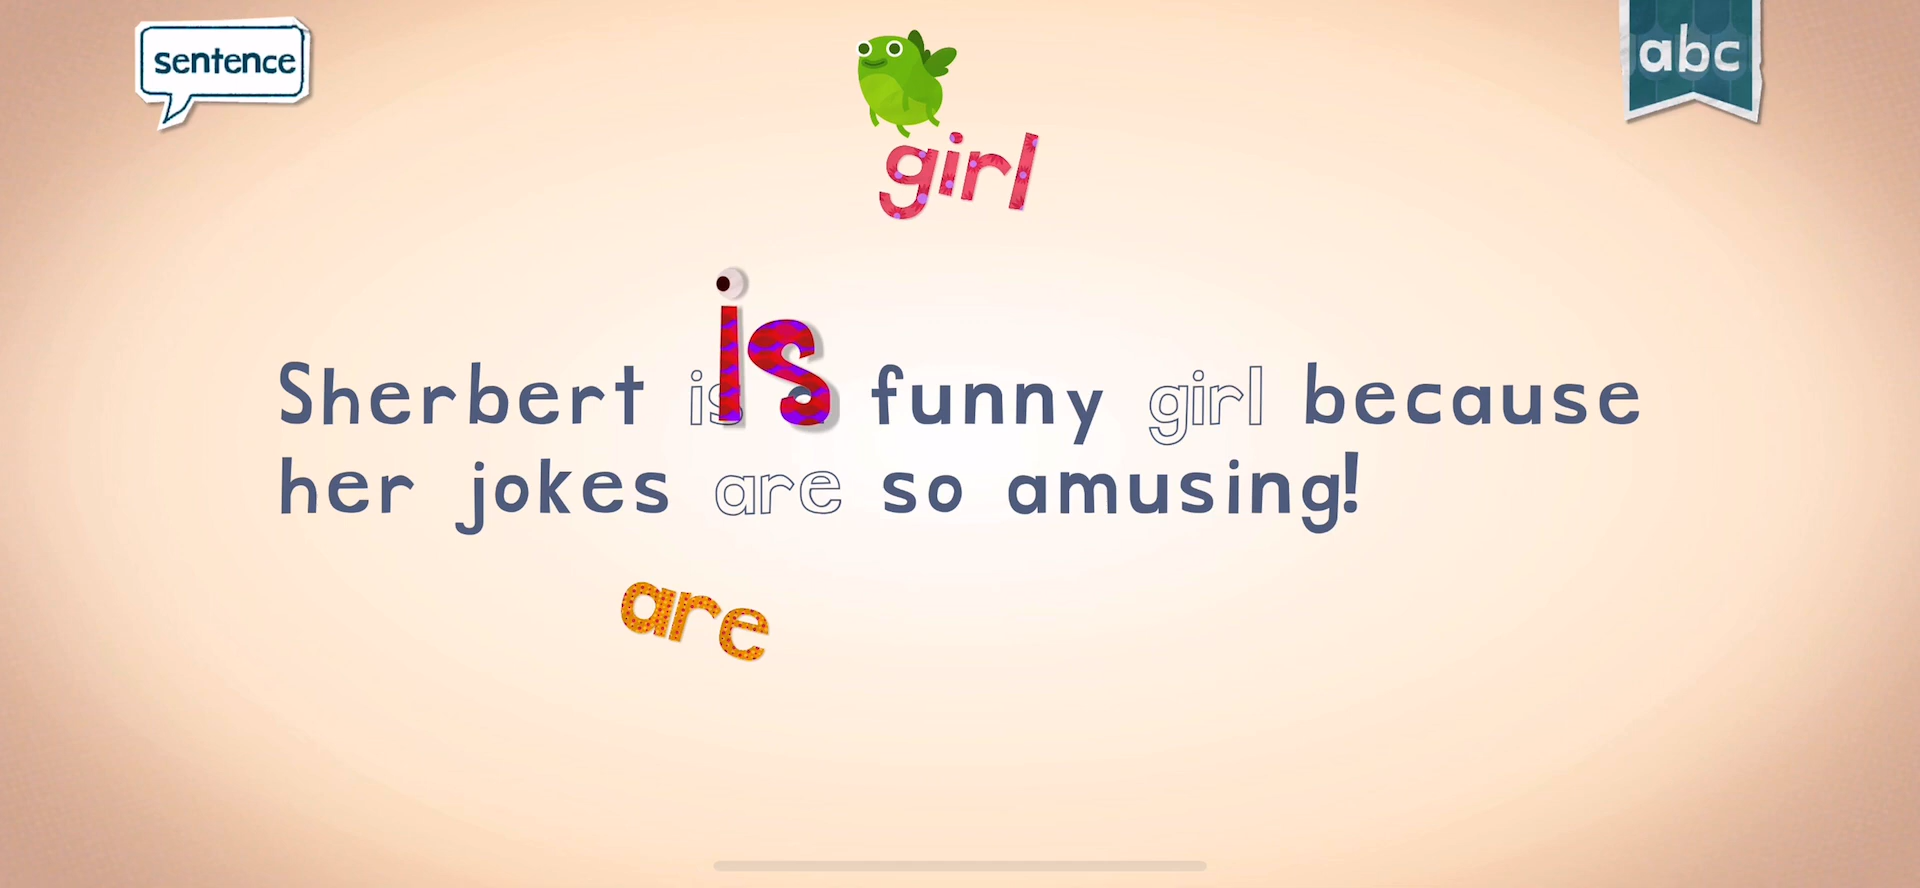 sentence
abc
girl
is
Sherbert is a funny girl because
her jokes are so amusing!
are